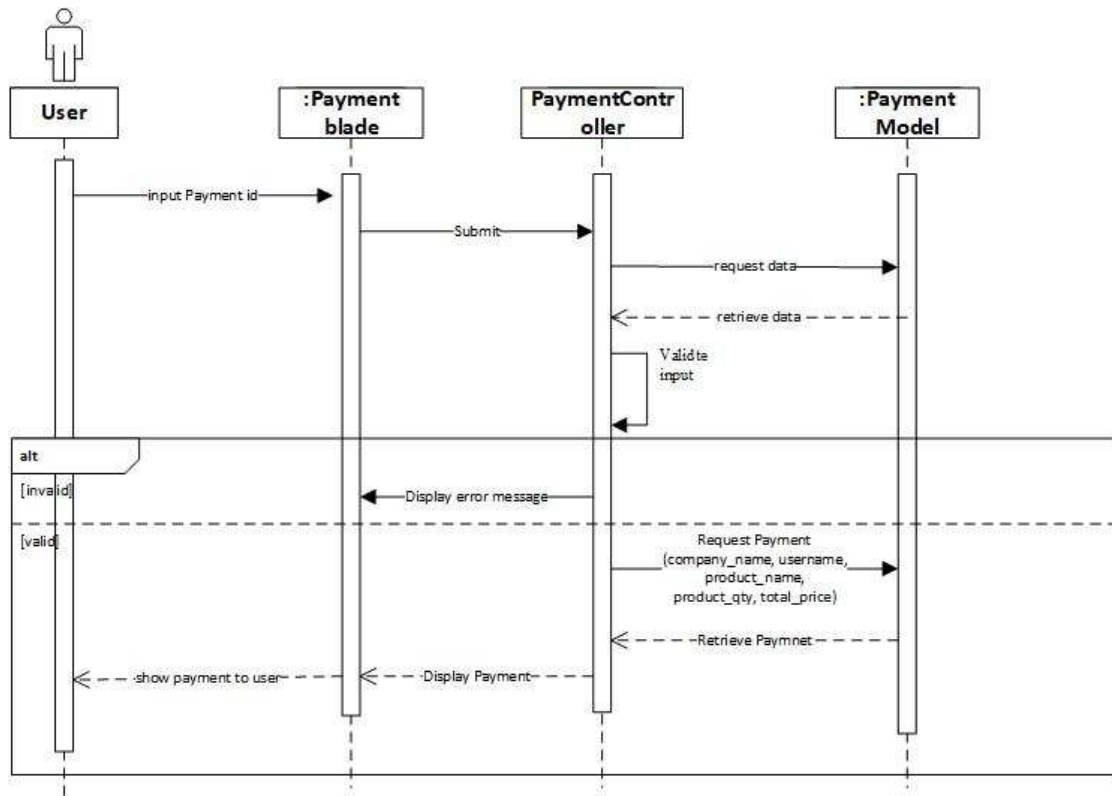 User
:Payment
blade
PaymentContr
oller
:Payment
Model
input Payment id
Submit
request data
retrieve data
Validte
input
alt
[invalid]
Display error message
[valid]
Request Payment
(company_name, username,
product_name,
product_qty, total_price)
Retrieve Paymnet
Display Payment
show payment to user